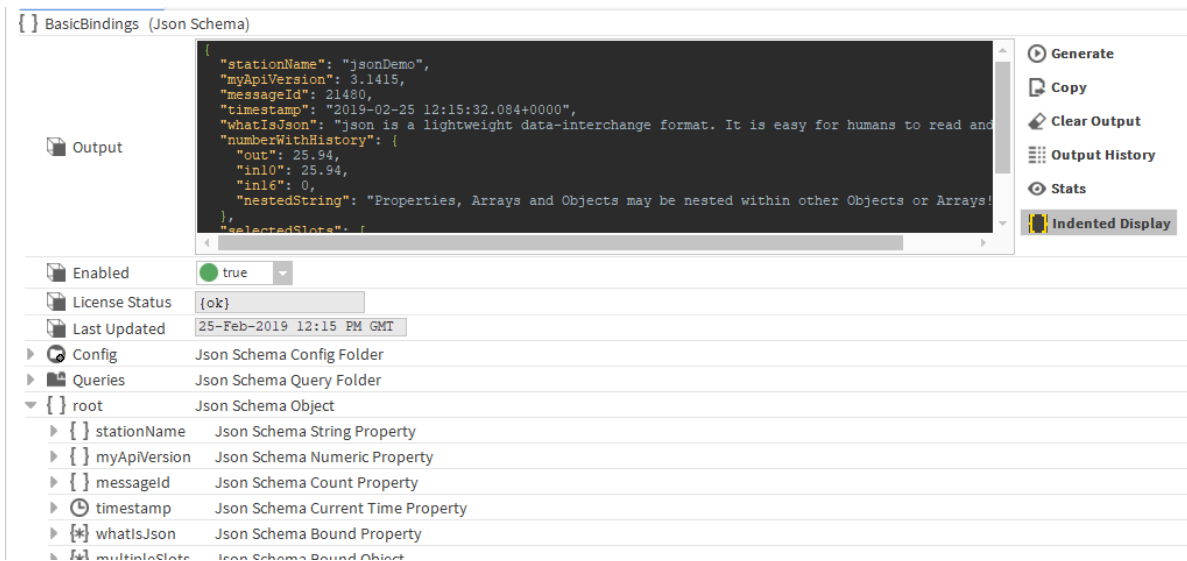 { } BasicBindings (Json Schema)
Output
{
"stationName": "jsonDemo",
"myApiVersion": 3.1415,
"messageId": 21480,
"timestamp": "2019-02-25 12:15:32.084+0000",
"whatIsJson": "json is a lightweight data-interchange format. It is easy for humans to read and
"numberWithHistory": {
"out": 25.94,
"in10": 25.94,
"in16": 0,
"nestedString": "Properties, Arrays and Objects may be nested within other Objects or Arrays!
},
"selectedSlots": [
Generate
Copy
Clear Output
Output History
Stats
Indented Display
Enabled true
License Status {ok}
Last Updated 25-Feb-2019 12:15 PM GMT
Config Json Schema Config Folder
Queries Json Schema Query Folder
{ } root Json Schema Object
{ } stationName Json Schema String Property
{ } myApiVersion Json Schema Numeric Property
{ } messageId Json Schema Count Property
timestamp Json Schema Current Time Property
{*} whatIsJson Json Schema Bound Property
{*} multipleSlots Json Schema Bound Object